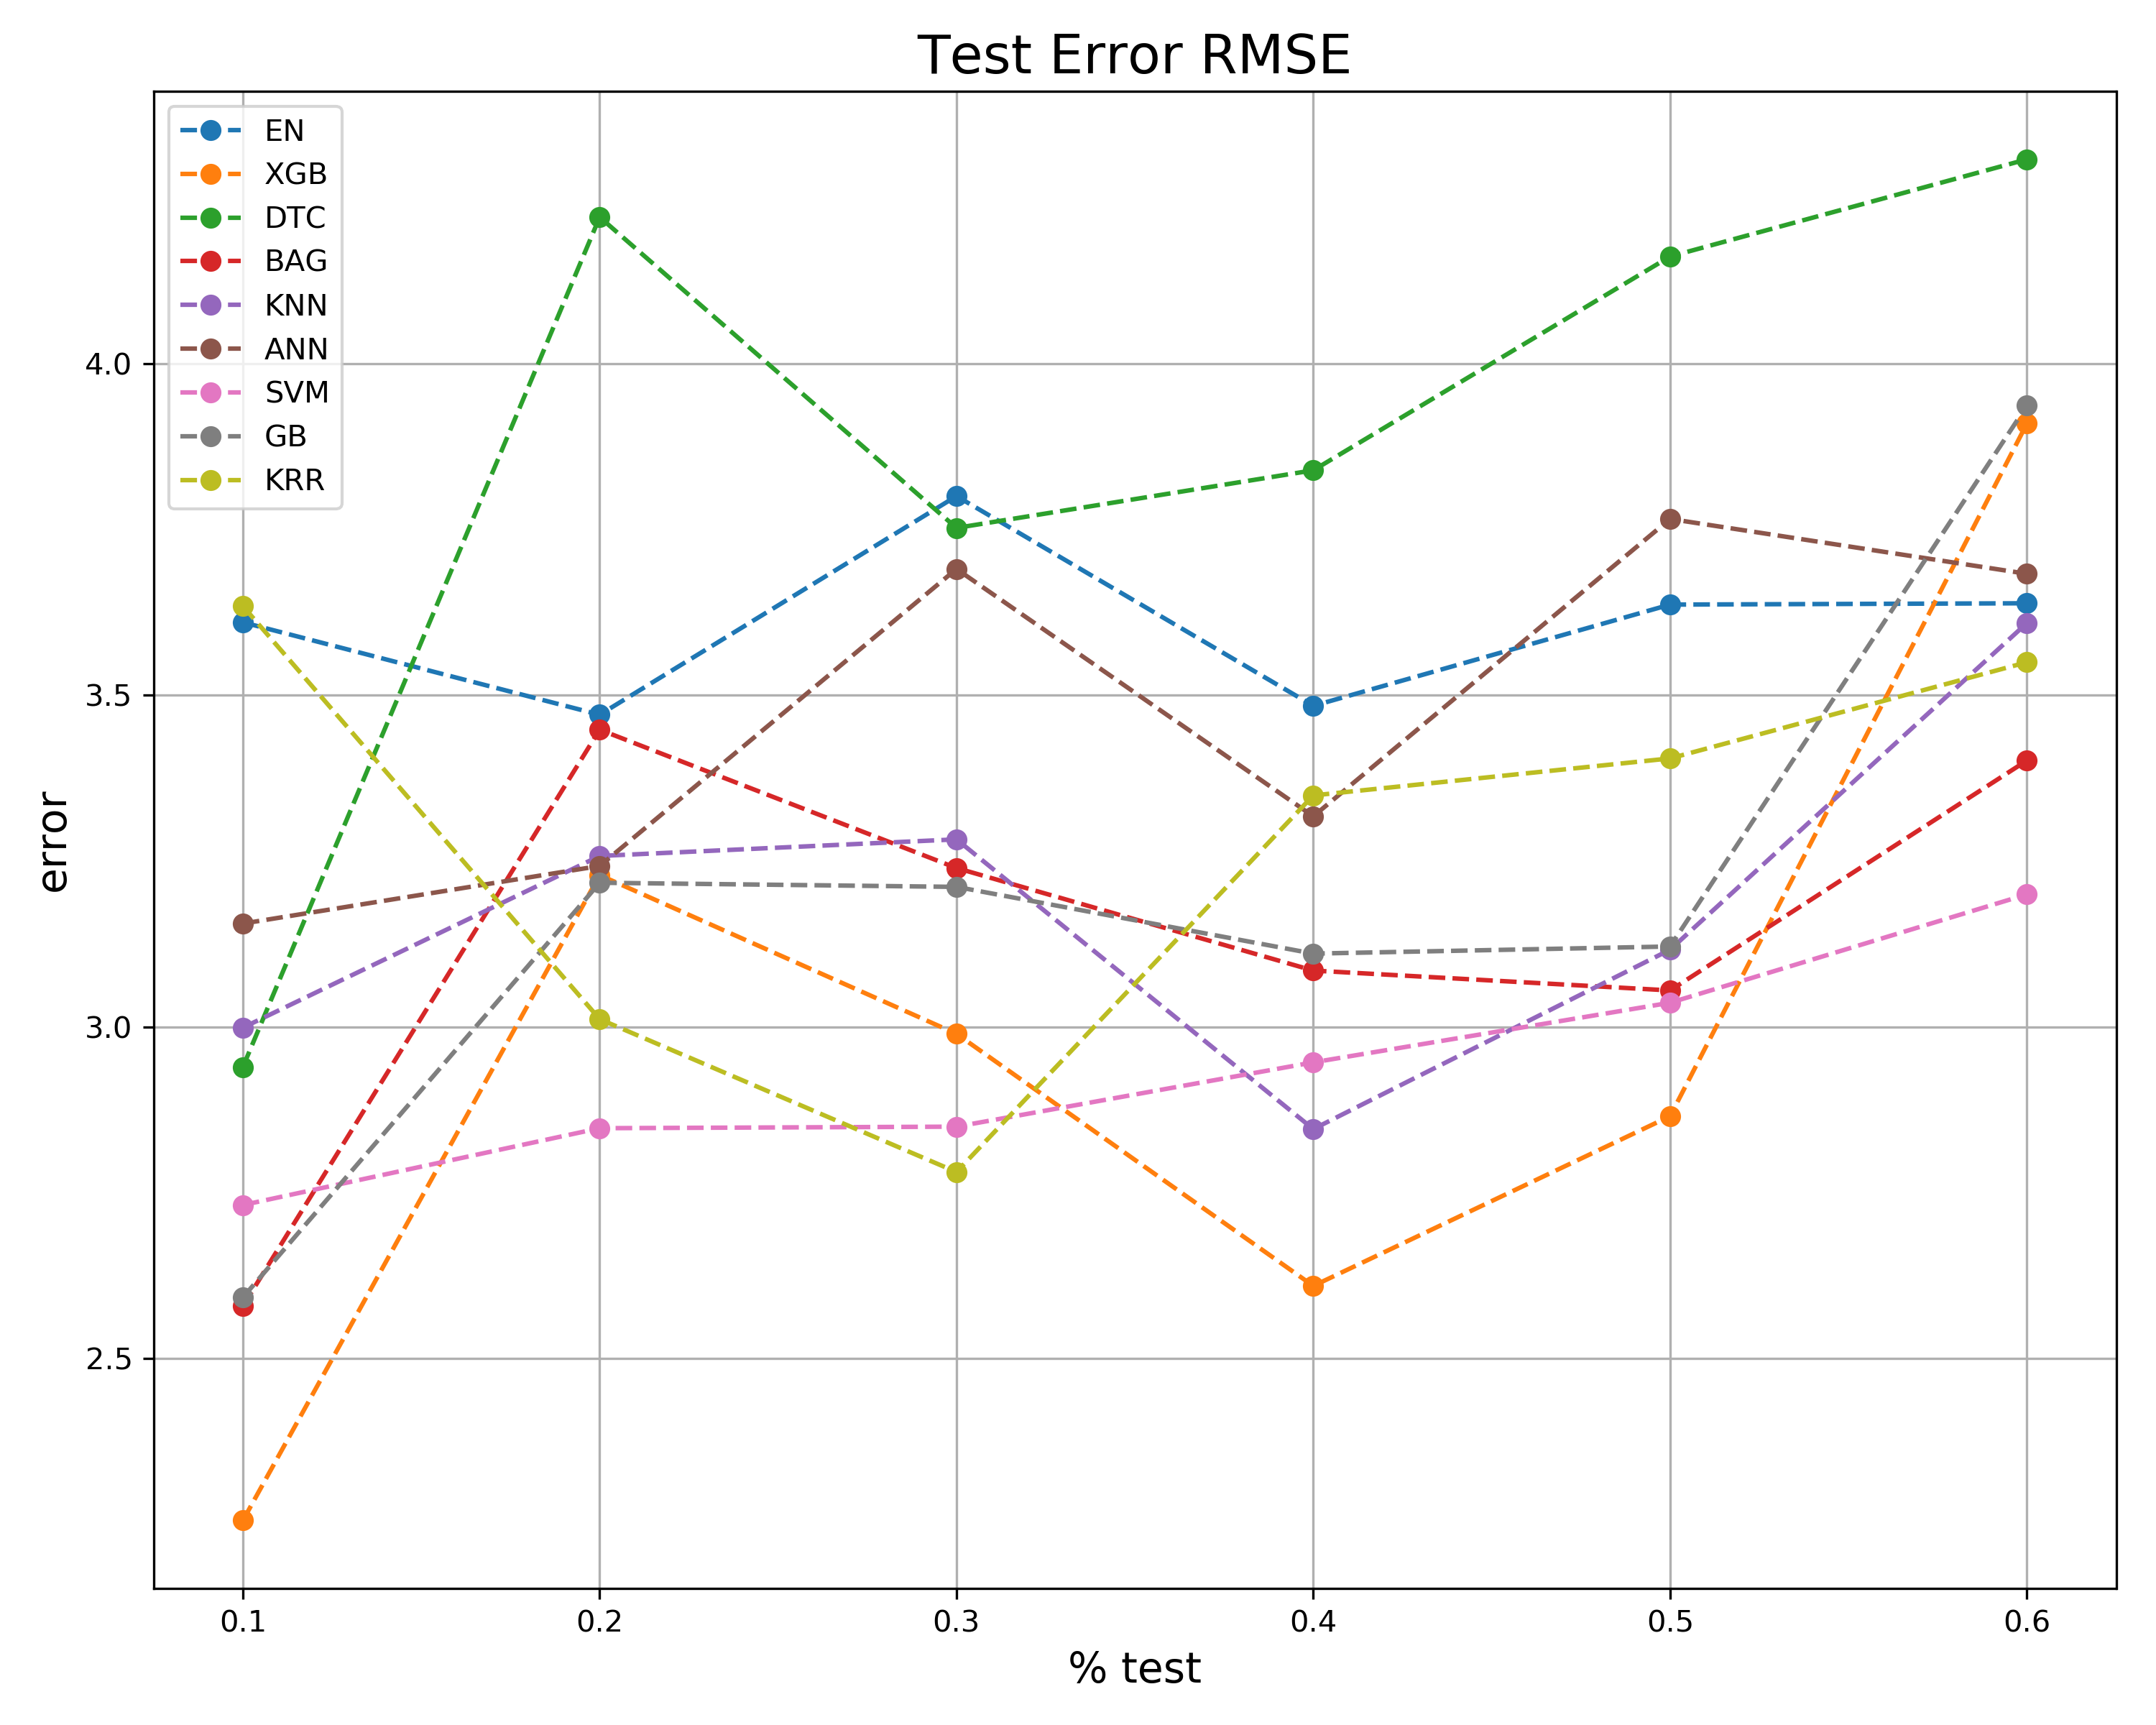 Test Error RMSE
EN
XGB
DTC
BAG
KNN
ANN
SVM
GB
KRR
4.0
3.5
3.0
2.5
error
0.1 0.2 0.3 0.4 0.5 0.6
% test